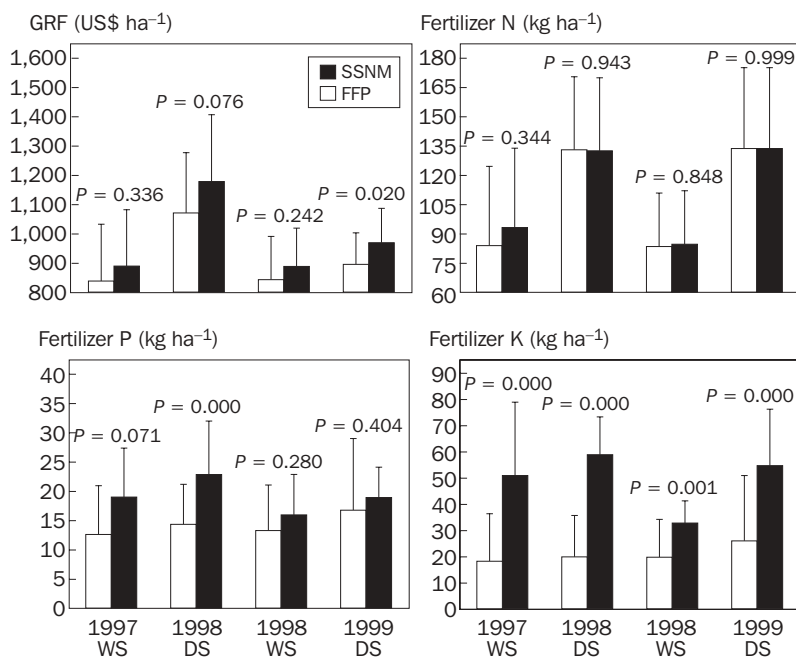 GRF (US$ ha–1)
1,600
1,500
1,400
1,300
1,200
1,100
1,000
900
800
SSNM
FFP
P = 0.336
P = 0.076
P = 0.242
P = 0.020
Fertilizer N (kg ha–1)
180
165
150
135
120
105
90
75
60
P = 0.344
P = 0.943
P = 0.848
P = 0.999
Fertilizer P (kg ha–1)
40
35
30
25
20
15
10
5
0
P = 0.071
P = 0.000
P = 0.280
P = 0.404
1997 WS
1998 DS
1998 WS
1999 DS
Fertilizer K (kg ha–1)
90
80
70
60
50
40
30
20
10
0
P = 0.000
P = 0.000
P = 0.001
P = 0.000
1997 WS
1998 DS
1998 WS
1999 DS